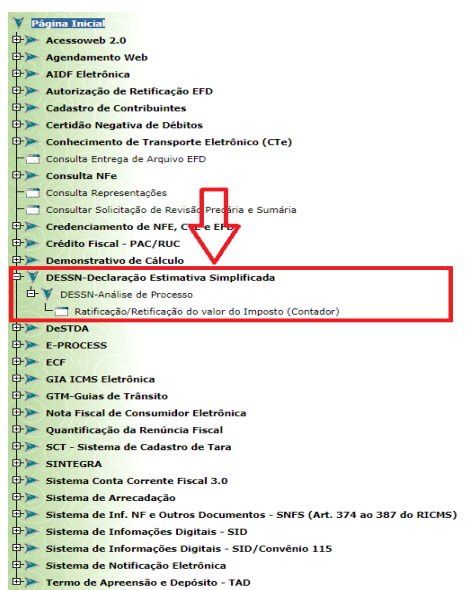 Página Inicial
Acessoweb 2.0
Agendamento Web
AIDF Eletrônica
Autorização de Retificação EFD
Cadastro de Contribuintes
Certidão Negativa de Débitos
Conhecimento de Transporte Eletrônico (CTe)
Consulta Entrega de Arquivo EFD
Consulta NFe
Consulta Representações
Consultar Solicitação de Revisão Precária e Sumária
Credenciamento de NFE, CTE e EFD
Crédito Fiscal - PAC/RUC
Demonstrativo de Cálculo
DESSN-Declaração Estimativa Simplificada
DESSN-Análise de Processo
Ratificação/Retificação do valor do Imposto (Contador)
DeSTDA
E-PROCESS
ECF
GIA ICMS Eletrônica
GTM-Guias de Trânsito
Nota Fiscal de Consumidor Eletrônica
Quantificação da Renúncia Fiscal
SCT - Sistema de Cadastro de Tara
SINTEGRA
Sistema Conta Corrente Fiscal 3.0
Sistema de Arrecadação
Sistema de Inf. NF e Outros Documentos - SNFS (Art. 374 ao 387 do RICMS)
Sistema de Infomações Digitais - SID
Sistema de Informações Digitais - SID/Convênio 115
Sistema de Notificação Eletrônica
Termo de Apreensão e Depósito - TAD